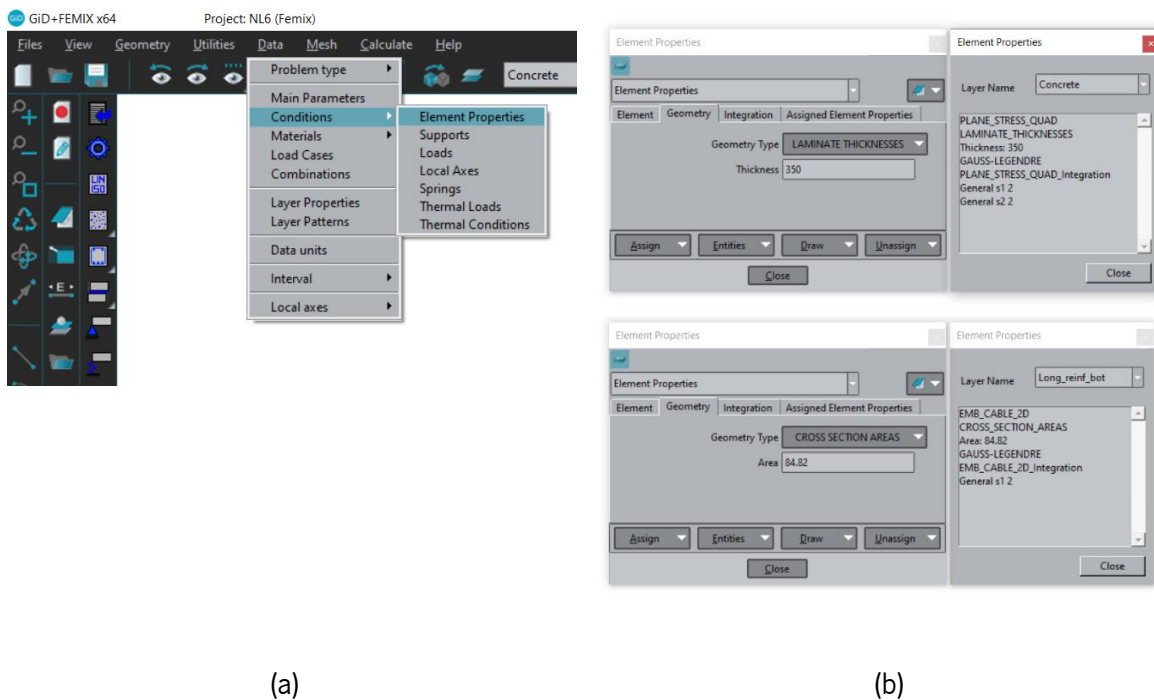 GiD GiD+FEMIX x64 Project: NL6 (Femix)
Files View Geometry Utilities Data Mesh Calculate Help
Concrete
Problem type
Main Parameters
Conditions
Materials
Load Cases
Combinations
Layer Properties
Layer Patterns
Data units
Interval
Local axes
Element Properties
Supports
Loads
Local Axes
Springs
Thermal Loads
Thermal Conditions
LIN
ISO
E
Element Properties
Element Properties
Element Geometry Integration Assigned Element Properties
Geometry Type LAMINATE THICKNESSES
Thickness 350
Assign Entities Draw Unassign
Close
Element Properties
Layer Name Concrete
PLANE_STRESS_QUAD
LAMINATE_THICKNESSES
Thickness: 350
GAUSS-LEGENDRE
PLANE_STRESS_QUAD_Integration
General s1 2
General s2 2
Close
Element Properties
Element Properties
Element Geometry Integration Assigned Element Properties
Geometry Type CROSS SECTION AREAS
Area 84.82
Assign Entities Draw Unassign
Close
Element Properties
Layer Name Long_reinf_bot
EMB_CABLE_2D
CROSS_SECTION_AREAS
Area: 84.82
GAUSS-LEGENDRE
EMB_CABLE_2D_Integration
General s1 2
Close
(a)
(b)